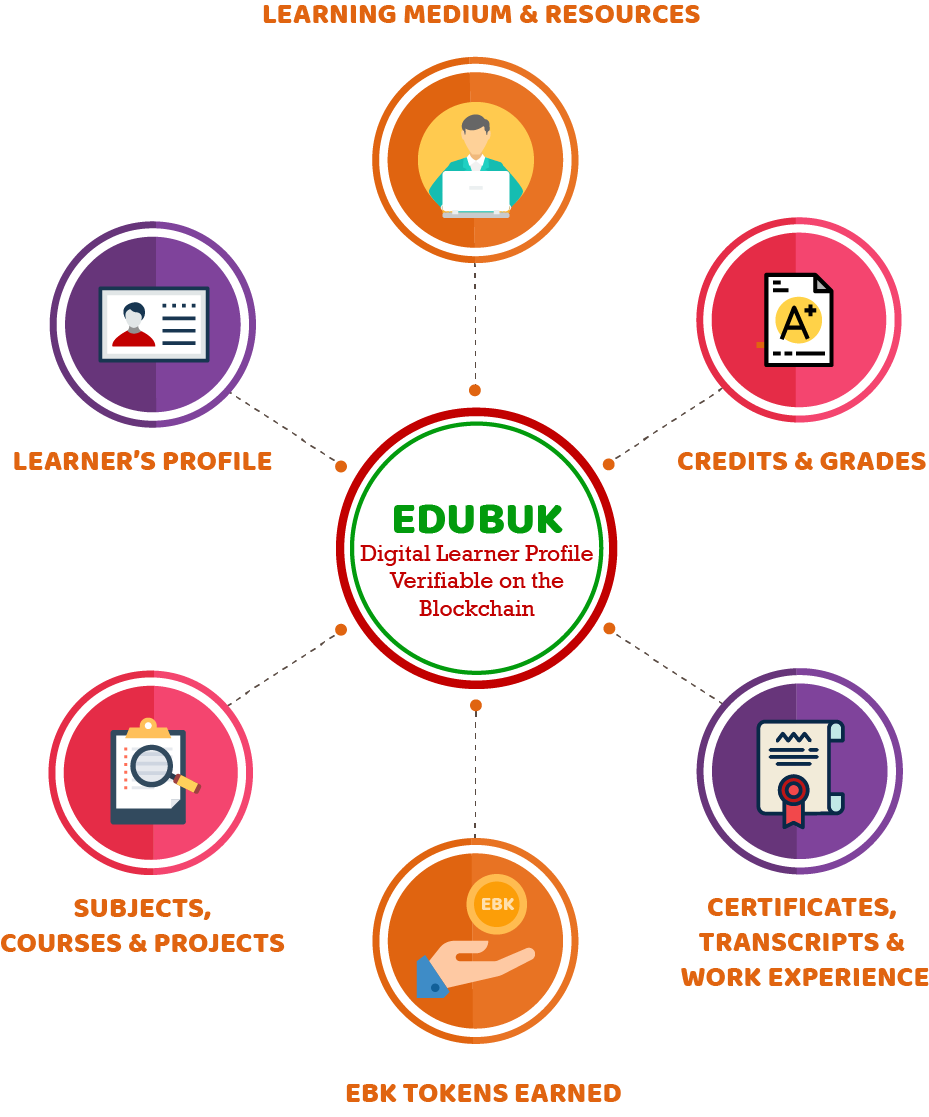 LEARNING MEDIUM & RESOURCES
A+
LEARNER'S PROFILE
CREDITS & GRADES
EDUBUK
Digital Learner Profile
Verifiable on the
Blockchain
SUBJECTS,
COURSES & PROJECTS
EBK
CERTIFICATES,
TRANSCRIPTS &
WORK EXPERIENCE
EBK TOKENS EARNED